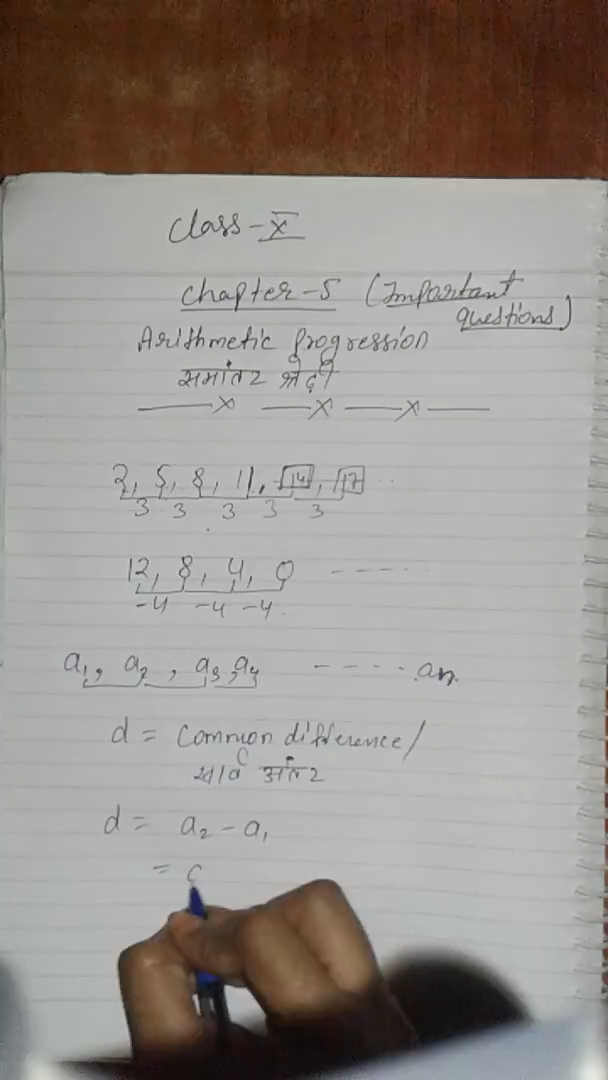 Class - X
Chapter - 5 (Important questions)
Arithmetic Progression
समांतर श्रेढ़ी
2, 5, 8, 11, 14, 17 ..
3 3 3 3 3
12, 8, 4, 0 - - - - - -
-4 -4 -4
a1, a2, a3, a4 - - - - . an.
d = Common difference /
सार्व अंतर
d = a2 - a1
=